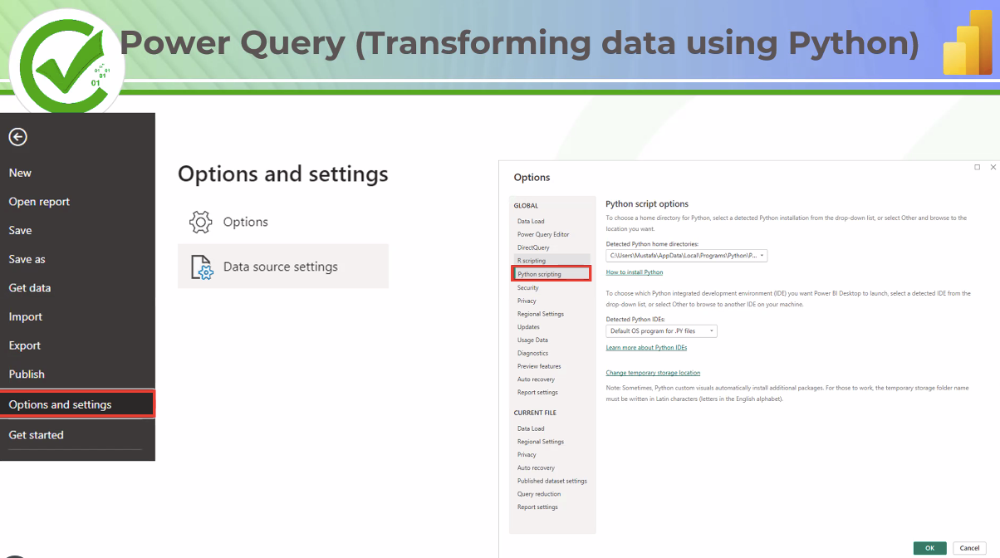 Power Query (Transforming data using Python)
01 01
01
01
New
Open report
Save
Save as
Get data
Import
Export
Publish
Options and settings
Get started
Options and settings
Options
Data source settings
Options
GLOBAL
Data Load
Power Query Editor
DirectQuery
R scripting
Python scripting
Security
Privacy
Regional Settings
Updates
Usage Data
Diagnostics
Preview features
Auto recovery
Report settings
CURRENT FILE
Data Load
Regional Settings
Privacy
Auto recovery
Published dataset settings
Query reduction
Report settings
Python script options
To choose a home directory for Python, select a detected Python installation from the drop-down list, or select Other and browse to the
location you want.
Detected Python home directories:
C:\Users\Mustafa\AppData\Local\Programs\Python\P...
How to install Python
To choose which Python integrated development environment (IDE) you want Power BI Desktop to launch, select a detected IDE from the
drop-down list, or select Other to browse to another IDE on your machine.
Detected Python IDEs:
Default OS program for .PY files
Learn more about Python IDEs
Change temporary storage location
Note: Sometimes, Python custom visuals automatically install additional packages. For those to work, the temporary storage folder name
must be written in Latin characters (letters in the English alphabet).
OK
Cancel